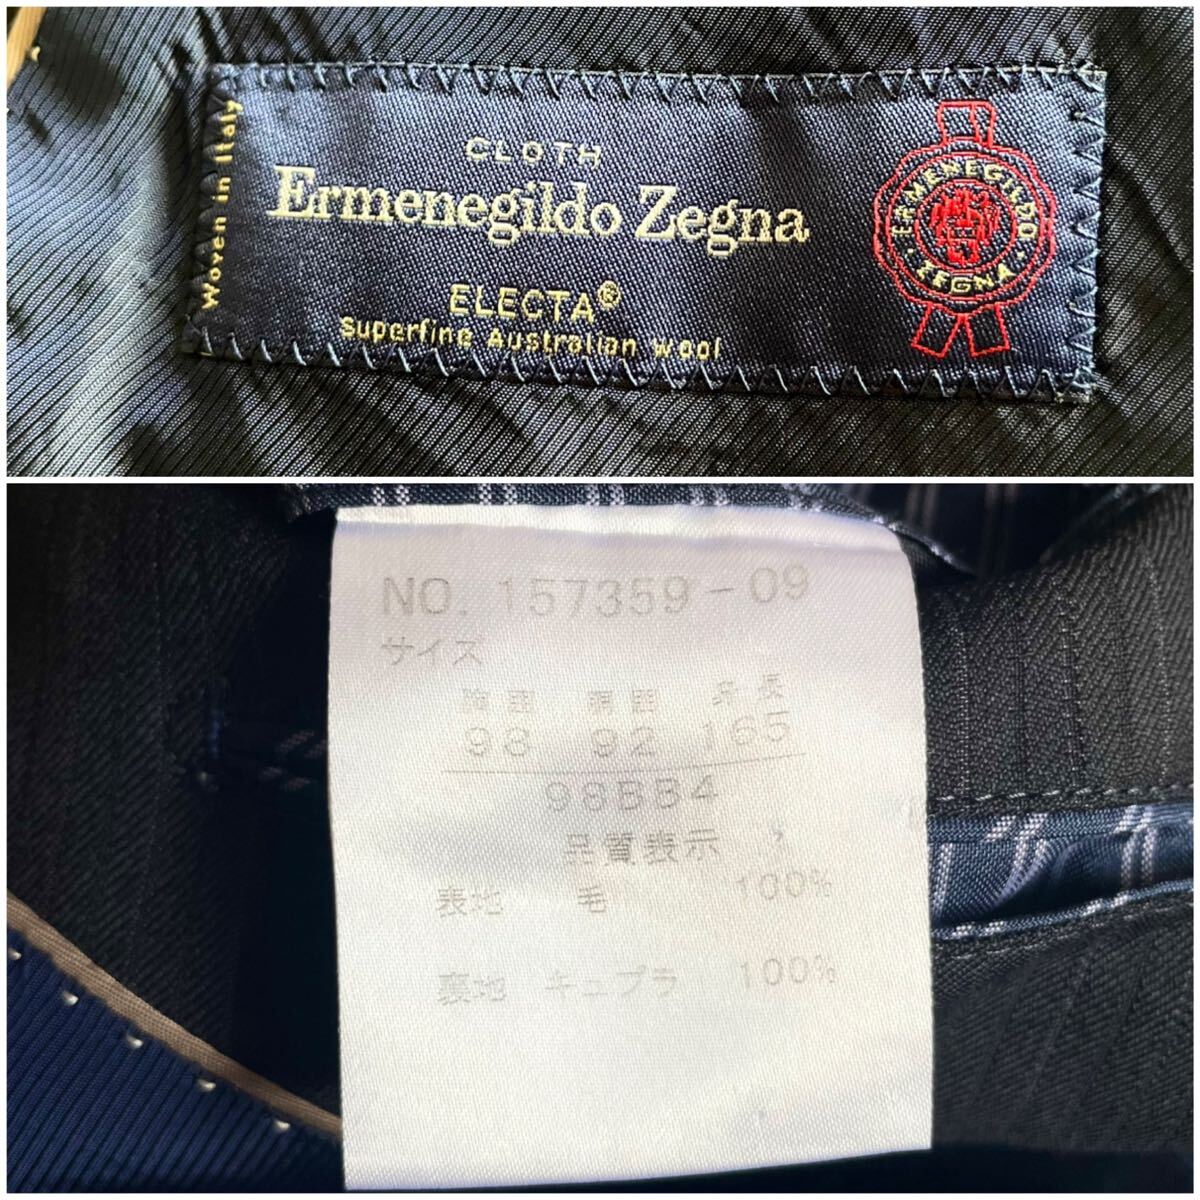 Woven in Italy
CLOTH
Ermenegildo Zegna
ELECTA®
Superfine Australian Wool
ERMENEGILDO
ZEGNA
NO. 157359-09
サイズ
胸囲 胴囲 身長
98 92 165
98BB4
品質表示
表地 毛 100%
裏地 キュプラ 100%